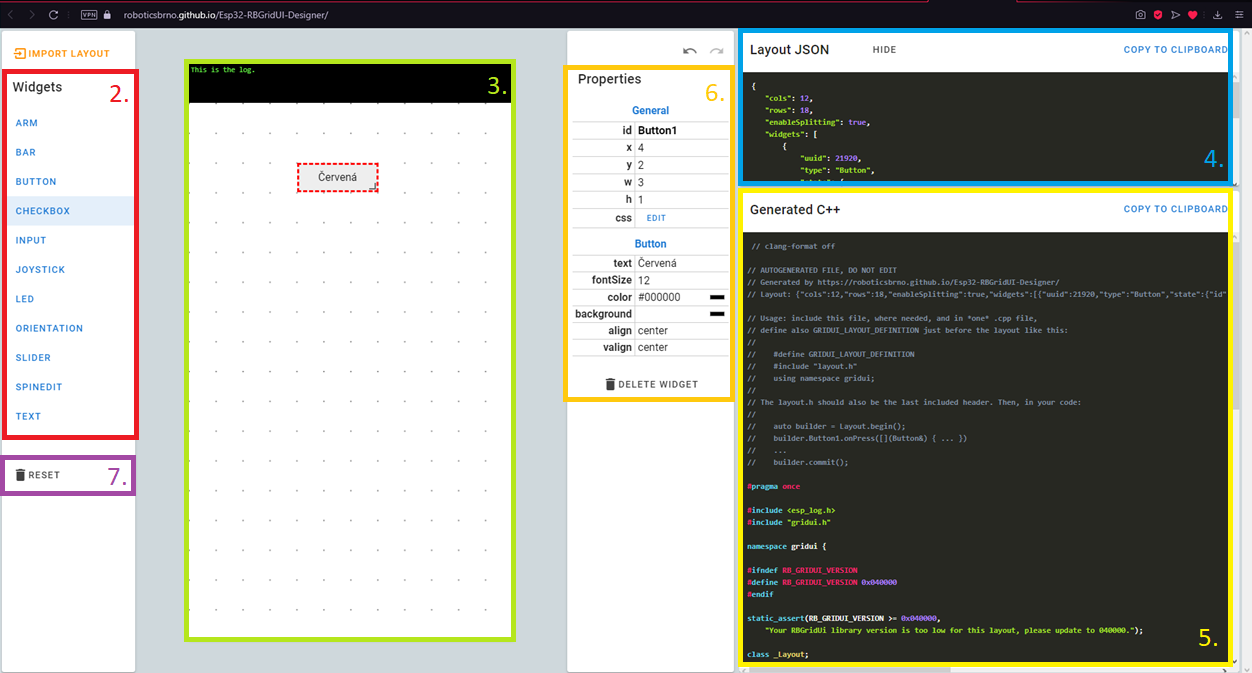 VPN
roboticsbrno.github.io/Esp32-RBGridUI-Designer/
IMPORT LAYOUT
Widgets
2.
ARM
BAR
BUTTON
CHECKBOX
INPUT
JOYSTICK
LED
ORIENTATION
SLIDER
SPINEDIT
TEXT
RESET
7.
This is the log.
3.
Červená
Properties
6.
General
id Button1
x 4
y 2
w 3
h 1
css EDIT
Button
text Červená
fontSize 12
color #000000
background
align center
valign center
DELETE WIDGET
Layout JSON HIDE COPY TO CLIPBOARD
{
"cols": 12,
"rows": 18,
"enableSplitting": true,
"widgets": [
{
"uuid": 21920,
"type": "Button",
4.
Generated C++ COPY TO CLIPBOARD
// clang-format off
// AUTOGENERATED FILE, DO NOT EDIT
// Generated by https://roboticsbrno.github.io/Esp32-RBGridUI-Designer/
// Layout: {"cols":12,"rows":18,"enableSplitting":true,"widgets":[{"uuid":21920,"type":"Button","state":{"id"
// Usage: include this file, where needed, and in *one* .cpp file,
// define also GRIDUI_LAYOUT_DEFINITION just before the layout like this:
//
// #define GRIDUI_LAYOUT_DEFINITION
// #include "layout.h"
// using namespace gridui;
//
// The layout.h should also be the last included header. Then, in your code:
//
// auto builder = Layout.begin();
// builder.Button1.onPress([](Button&) { ... })
// ...
// builder.commit();
#pragma once
#include <esp_log.h>
#include "gridui.h"
namespace gridui {
#ifndef RB_GRIDUI_VERSION
#define RB_GRIDUI_VERSION 0x040000
#endif
static_assert(RB_GRIDUI_VERSION >= 0x040000,
"Your RBGridUi library version is too low for this layout, please update to 040000.");
class _Layout;
5.